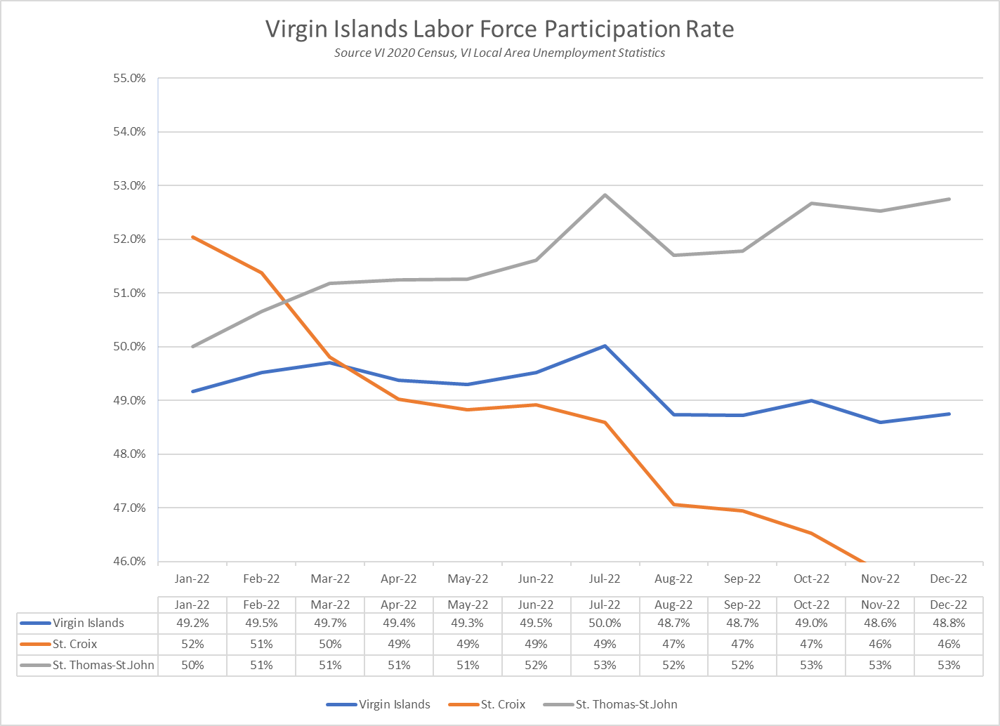 Virgin Islands Labor Force Participation Rate
Source VI 2020 Census, VI Local Area Unemployment Statistics
55.0%
54.0%
53.0%
52.0%
51.0%
50.0%
49.0%
48.0%
47.0%
46.0%
Jan-22 Feb-22 Mar-22 Apr-22 May-22 Jun-22 Jul-22 Aug-22 Sep-22 Oct-22 Nov-22 Dec-22
Jan-22 Feb-22 Mar-22 Apr-22 May-22 Jun-22 Jul-22 Aug-22 Sep-22 Oct-22 Nov-22 Dec-22
Virgin Islands 49.2% 49.5% 49.7% 49.4% 49.3% 49.5% 50.0% 48.7% 48.7% 49.0% 48.6% 48.8%
St. Croix 52% 51% 50% 49% 49% 49% 49% 47% 47% 47% 46% 46%
St. Thomas-St.John 50% 51% 51% 51% 51% 52% 53% 52% 52% 53% 53% 53%
Virgin Islands St. Croix St. Thomas-St.John